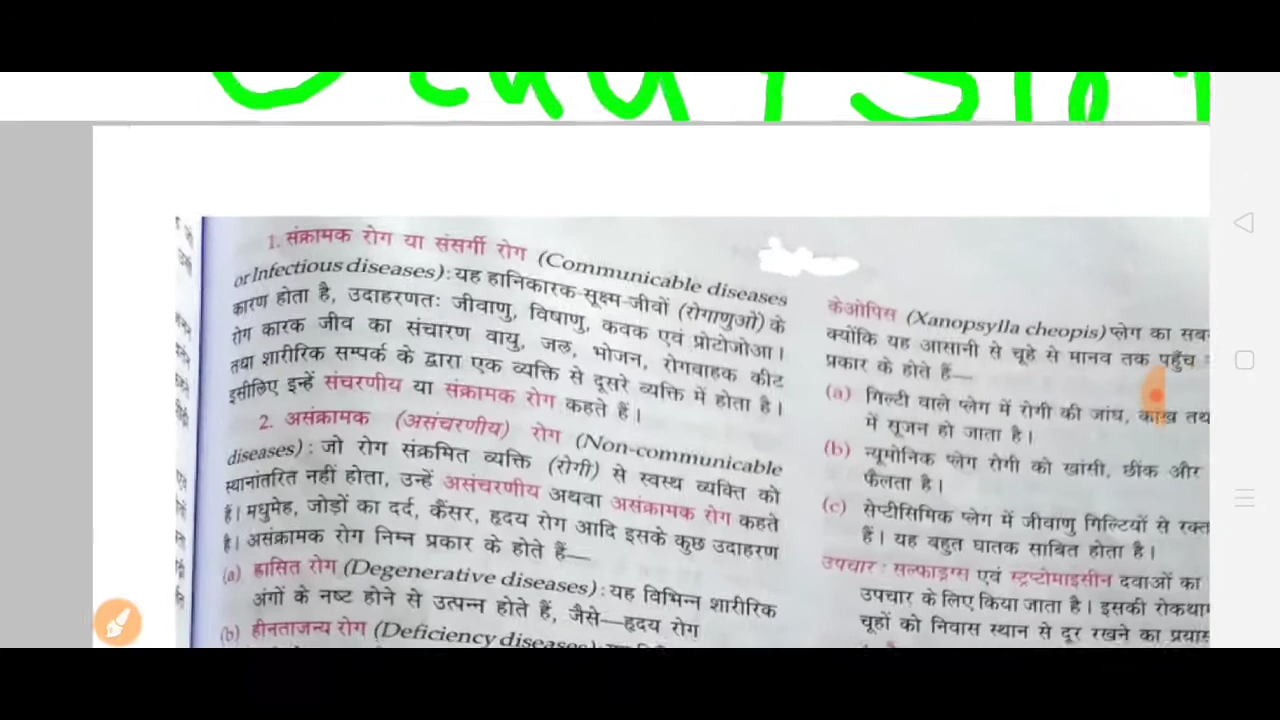 1. संक्रामक रोग या संसर्गी रोग (Communicable diseases
or Infectious diseases) : यह हानिकारक सूक्ष्म-जीवों (रोगाणुओं) के
कारण होता है, उदाहरणतः जीवाणु, विषाणु, कवक एवं प्रोटोजोआ।
रोग कारक जीव का संचारण वायु, जल, भोजन, रोगवाहक कीट
तथा शारीरिक सम्पर्क के द्वारा एक व्यक्ति से दूसरे व्यक्ति में होता है।
इसीलिए इन्हें संचरणीय या संक्रामक रोग कहते हैं।
2. असंक्रामक (असंचरणीय) रोग (Non-communicable
diseases) : जो रोग संक्रमित व्यक्ति (रोगी) से स्वस्थ व्यक्ति को
स्थानांतरित नहीं होता, उन्हें असंचरणीय अथवा असंक्रामक रोग कहते
हैं। मधुमेह, जोड़ों का दर्द, कैंसर, हृदय रोग आदि इसके कुछ उदाहरण
है। असंक्रामक रोग निम्न प्रकार के होते हैं—
(a) ह्रासित रोग (Degenerative diseases) : यह विभिन्न शारीरिक
अंगों के नष्ट होने से उत्पन्न होते हैं, जैसे—हृदय रोग
(b) हीनताजन्य रोग (Deficiency diseases) :
केओपिस (Xanopsylla cheopis) प्लेग का सब
क्योंकि यह आसानी से चूहे से मानव तक पहुँच
प्रकार के होते हैं—
(a) गिल्टी वाले प्लेग में रोगी की जांघ, कांख तथ
में सूजन हो जाता है।
(b) न्यूमोनिक प्लेग रोगी को खांसी, छींक और
फैलता है।
(c) सेप्टीसिमिक प्लेग में जीवाणु गिल्टियों से रक्त
हैं। यह बहुत घातक साबित होता है।
उपचार : सल्फाड्रग्स एवं स्ट्रप्टोमाइसीन दवाओं का
उपचार के लिए किया जाता है। इसकी रोकथा
चूहों को निवास स्थान से दूर रखने का प्रयास